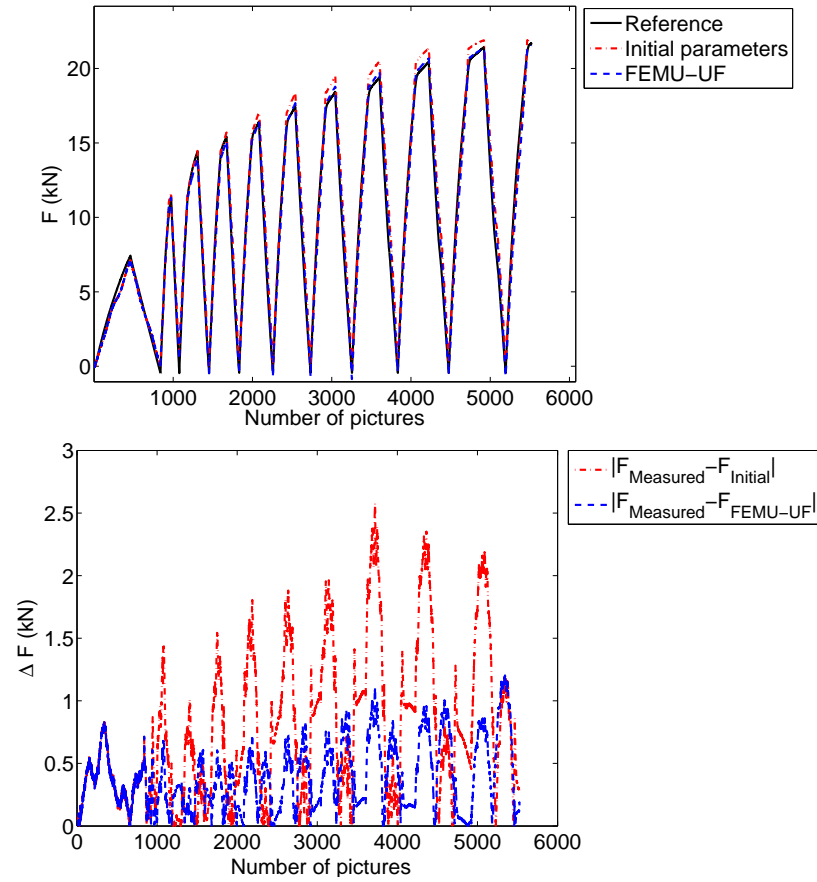 Reference
Initial parameters
FEMU-UF
F (kN)
20
15
10
5
0
1000 2000 3000 4000 5000 6000
Number of pictures
|F_Measured-F_Initial|
|F_Measured-F_FEMU-UF|
Δ F (kN)
3
2.5
2
1.5
1
0.5
0
0 1000 2000 3000 4000 5000 6000
Number of pictures